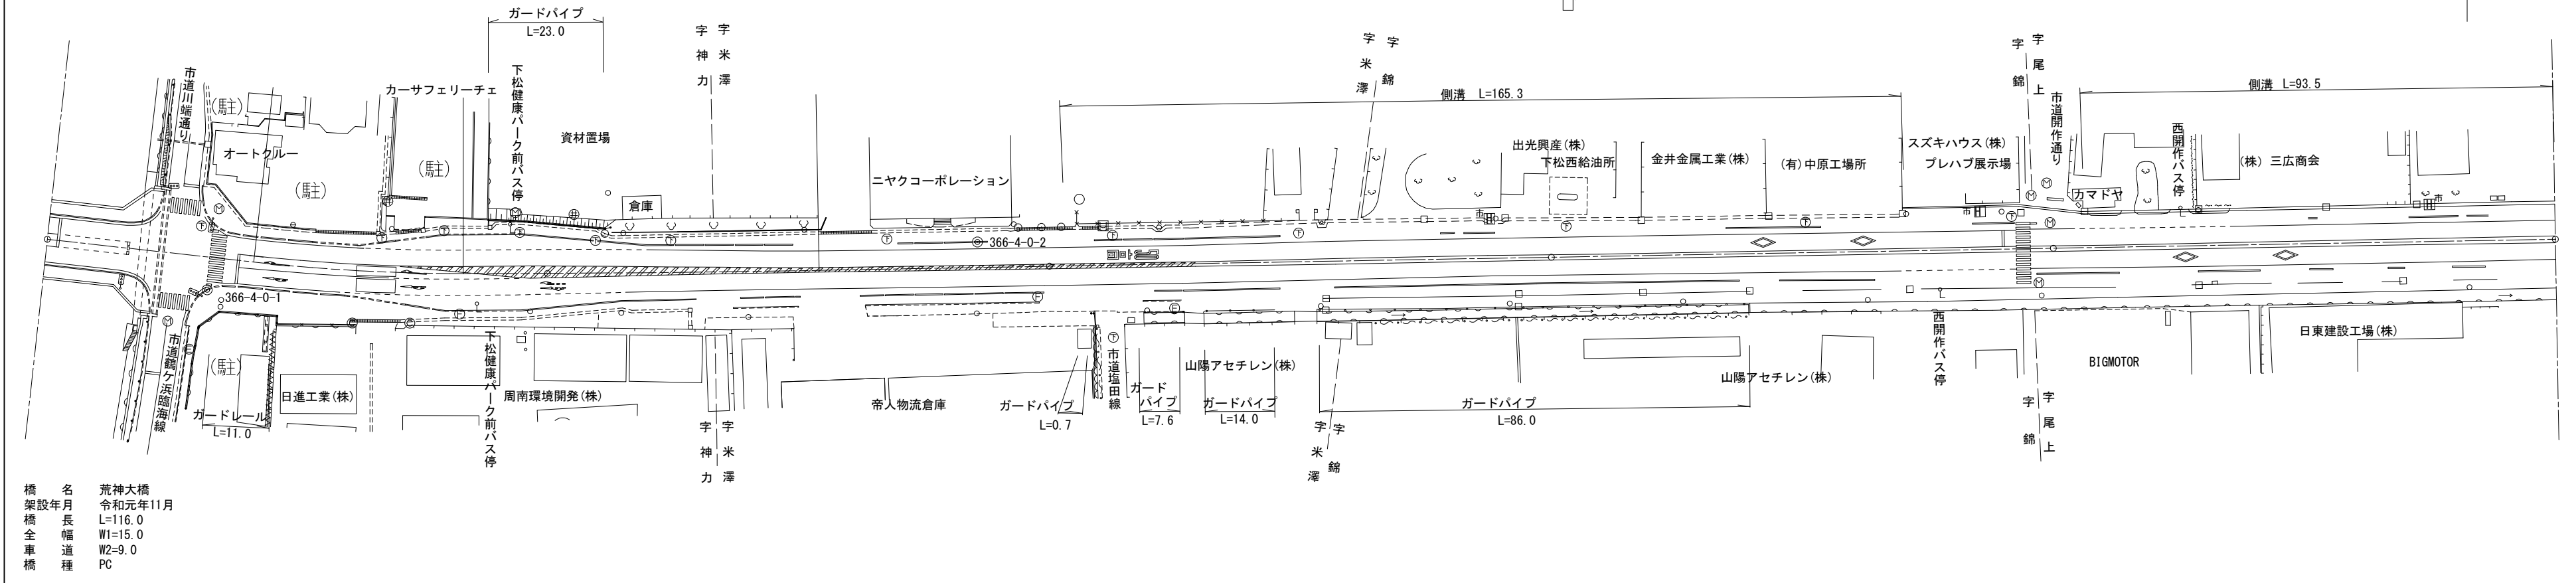 ガードパイプ
L=23.0
字神力
字米澤
字米澤
字錦
字錦
字尾上
市道川端通り
(駐)
カーサフェリーチェ
下松健康パーク前バス停
側溝 L=165.3
側溝 L=93.5
市道開作通り
西開作バス停
オートクルー
(駐)
(駐)
資材置場
倉庫
ニヤクコーポレーション
出光興産(株)
下松西給油所
金井金属工業(株)
(有)中原工場所
スズキハウス(株)
プレハブ展示場
カマドヤ
(株)三広商会
市
市
市
366-4-0-2
366-4-0-1
市道鶴ケ浜臨海線
(駐)
ガードレール
L=11.0
日進工業(株)
下松健康パーク前バス停
周南環境開発(株)
字神力
字米澤
帝人物流倉庫
ガードパイプ
L=0.7
市道塩田線
ガード
パイプ
L=7.6
山陽アセチレン(株)
ガードパイプ
L=14.0
字米澤
字錦
ガードパイプ
L=86.0
山陽アセチレン(株)
西開作バス停
字錦
字尾上
BIGMOTOR
日東建設工場(株)
橋名 荒神大橋
架設年月 令和元年11月
橋長 L=116.0
全幅 W1=15.0
車道 W2=9.0
橋種 PC